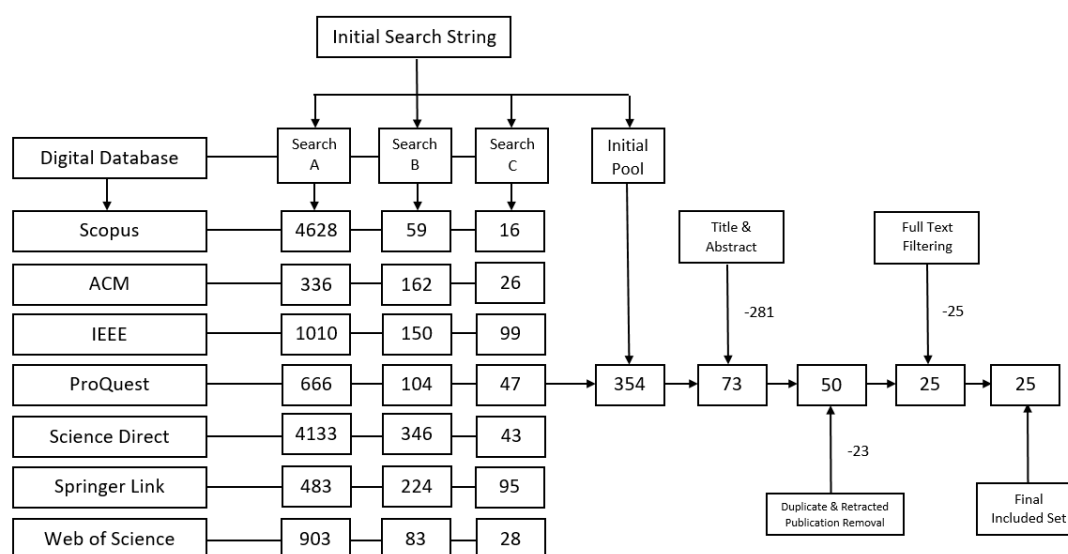 Initial Search String
Digital Database
Search
A
Search
B
Search
C
Initial
Pool
Scopus
4628
59
16
Title &
Abstract
Full Text
Filtering
ACM
336
162
26
-281
-25
IEEE
1010
150
99
ProQuest
666
104
47
354
73
50
25
25
Science Direct
4133
346
43
-23
Springer Link
483
224
95
Duplicate & Retracted
Publication Removal
Final
Included Set
Web of Science
903
83
28